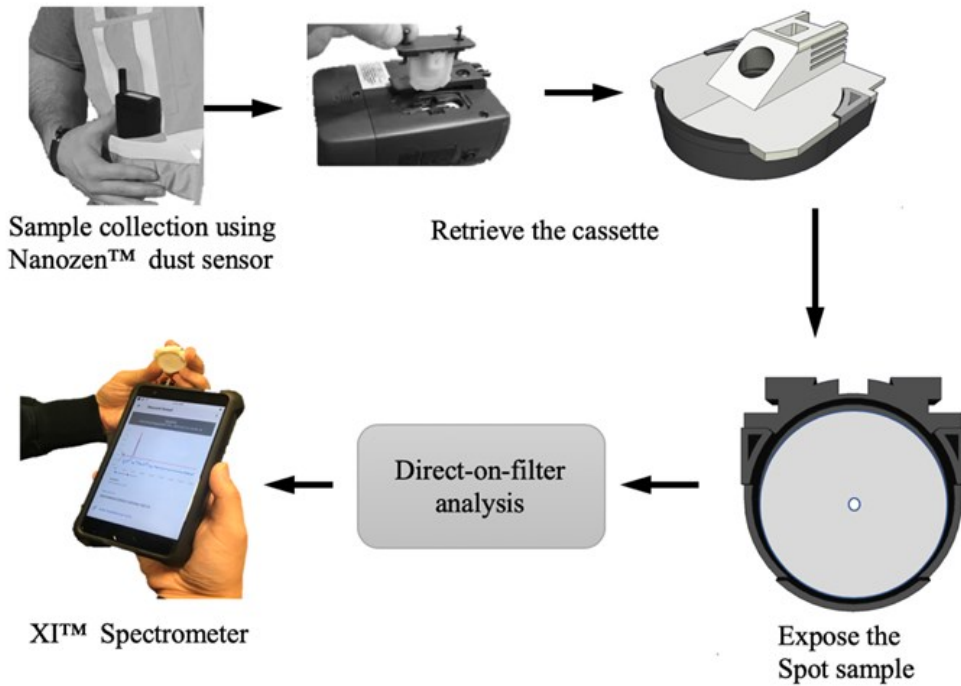 Sample collection using
Nanozen™ dust sensor
Retrieve the cassette
Expose the
Spot sample
Direct-on-filter
analysis
XI™ Spectrometer